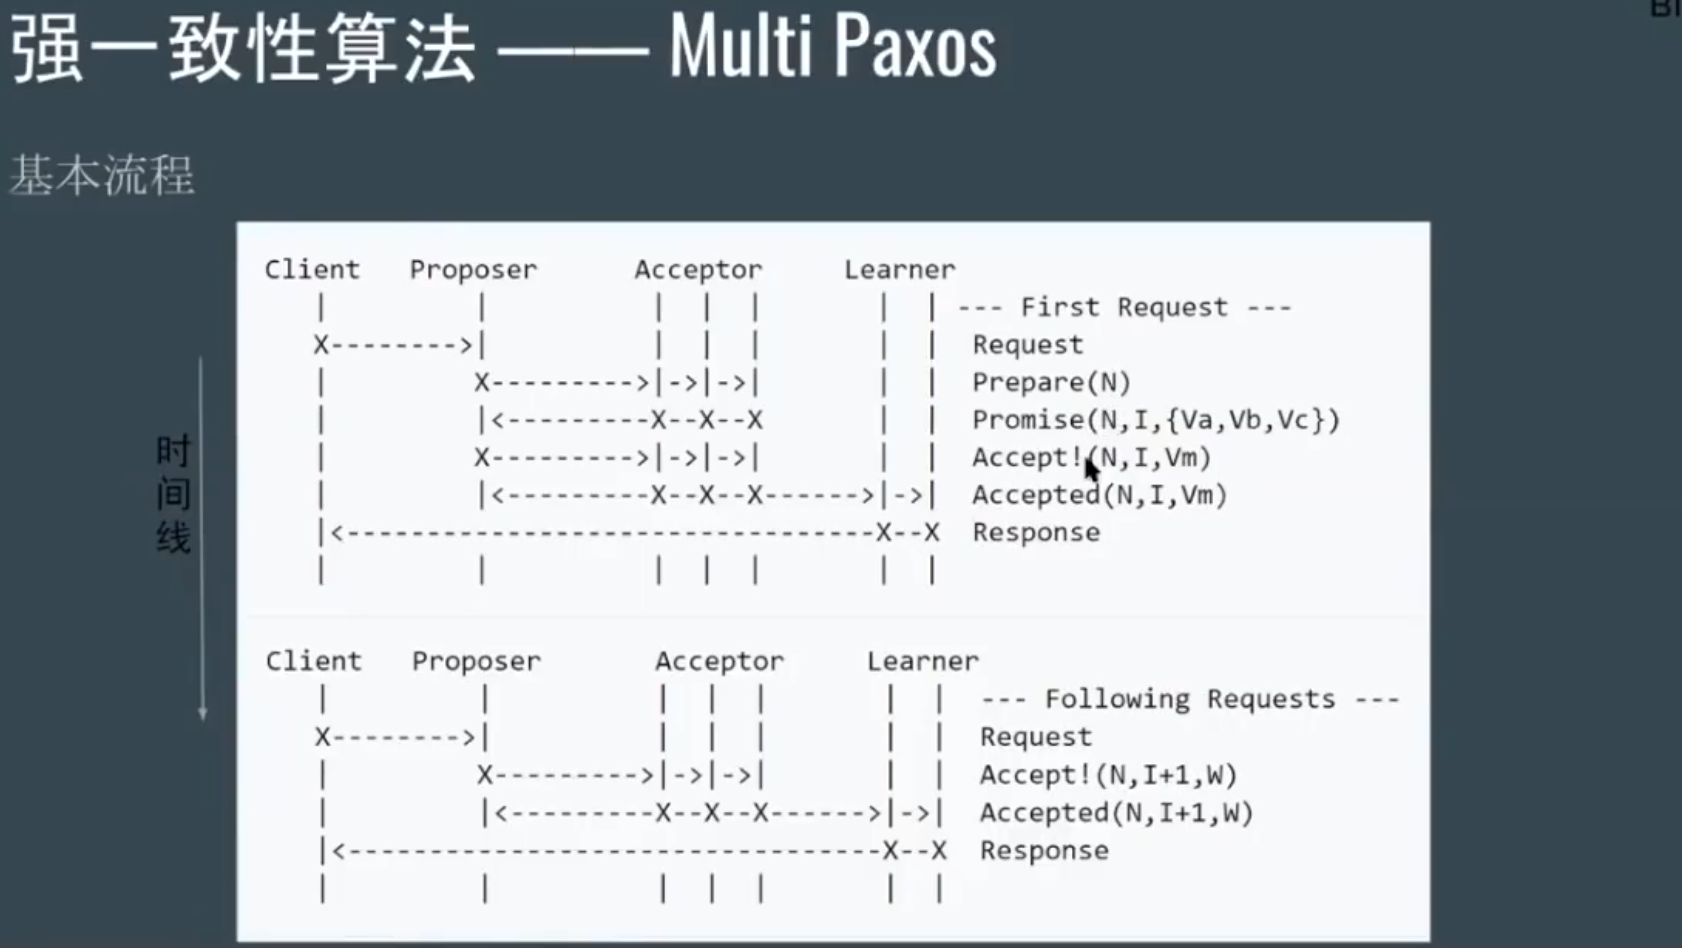 强一致性算法 —— Multi Paxos
基本流程
时间线
Client Proposer Acceptor Learner
| | | | | | | --- First Request ---
X-------->| | | | | | Request
| X--------->|->|->| | | Prepare(N)
| |<---------X--X--X | | Promise(N,I,{Va,Vb,Vc})
| X--------->|->|->| | | Accept!(N,I,Vm)
| |<---------X--X--X------>|->| Accepted(N,I,Vm)
|<---------------------------------X--X Response
| | | | | | |
Client Proposer Acceptor Learner
| | | | | | | --- Following Requests ---
X-------->| | | | | | Request
| X--------->|->|->| | | Accept!(N,I+1,W)
| |<---------X--X--X------>|->| Accepted(N,I+1,W)
|<---------------------------------X--X Response
| | | | | | |